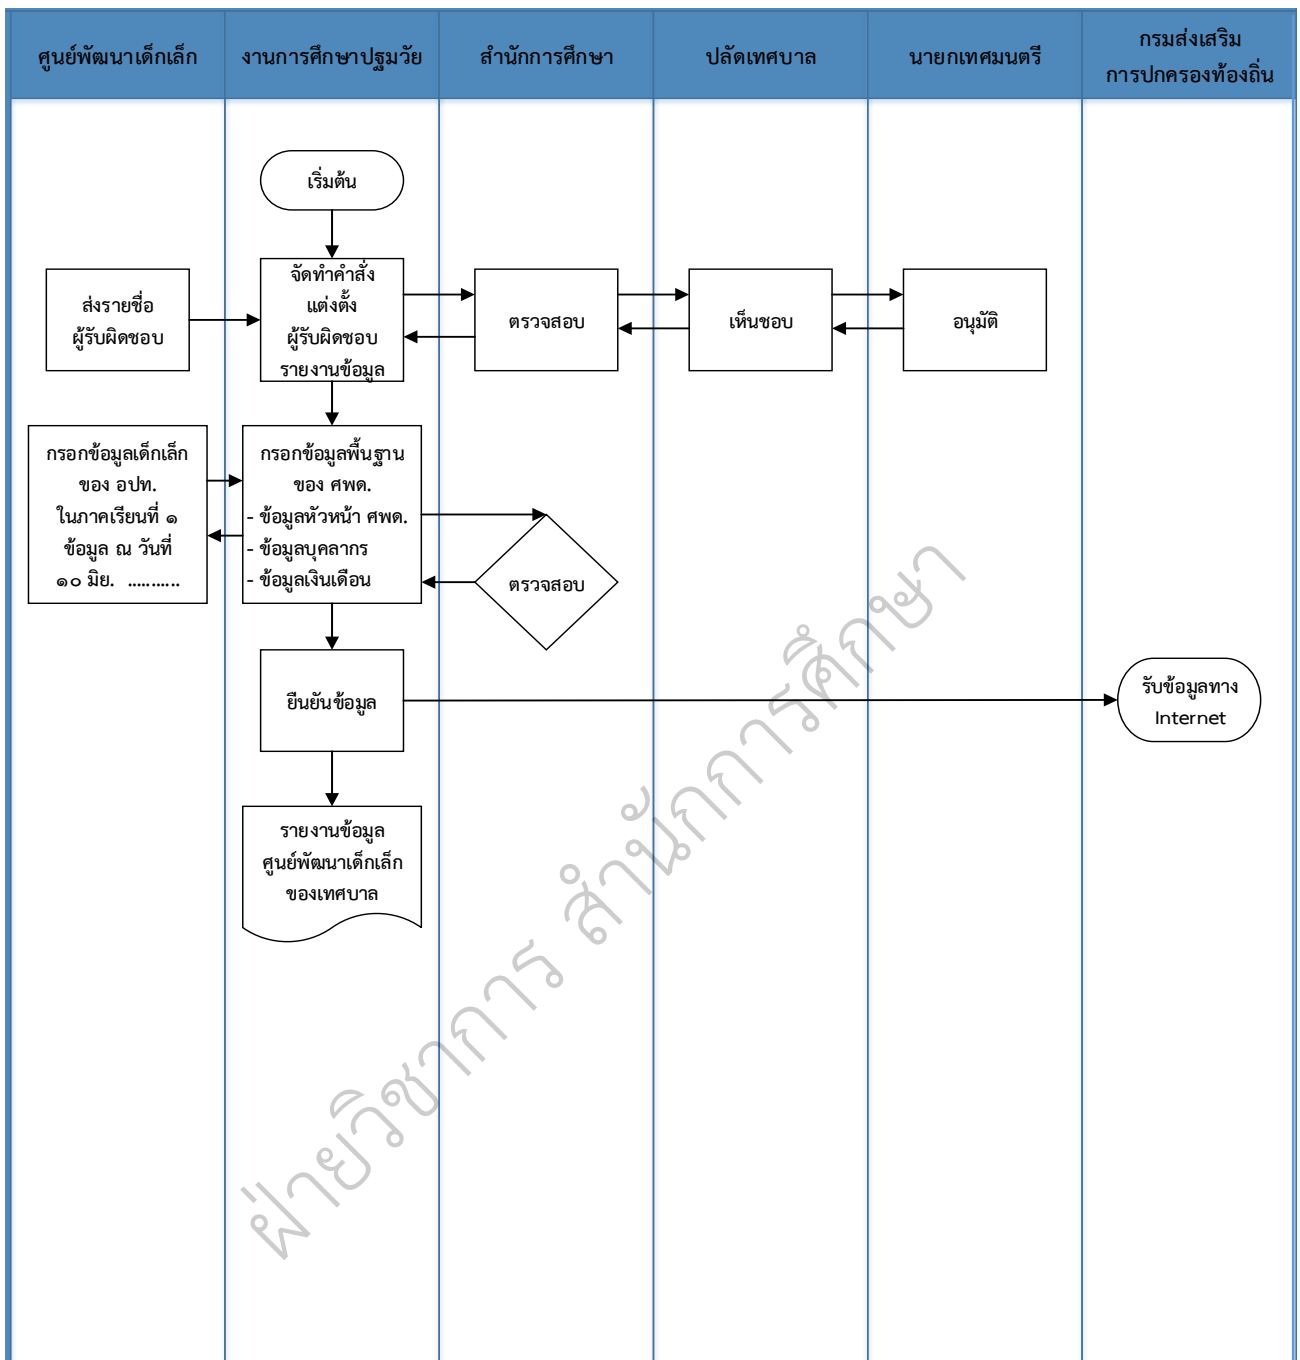 ศูนย์พัฒนาเด็กเล็ก
งานการศึกษาปฐมวัย
สำนักการศึกษา
ปลัดเทศบาล
นายกเทศมนตรี
กรมส่งเสริม
การปกครองท้องถิ่น
เริ่มต้น
ส่งรายชื่อ
ผู้รับผิดชอบ
จัดทำคำสั่ง
แต่งตั้ง
ผู้รับผิดชอบ
รายงานข้อมูล
ตรวจสอบ
เห็นชอบ
อนุมัติ
กรอกข้อมูลเด็กเล็ก
ของ อปท.
ในภาคเรียนที่ ๑
ข้อมูล ณ วันที่
๑๐ มิย. ...........
กรอกข้อมูลพื้นฐาน
ของ ศพด.
- ข้อมูลหัวหน้า ศพด.
- ข้อมูลบุคลากร
- ข้อมูลเงินเดือน
ตรวจสอบ
ยืนยันข้อมูล
รับข้อมูลทาง
Internet
รายงานข้อมูล
ศูนย์พัฒนาเด็กเล็ก
ของเทศบาล
ฝ่ายวิชาการ สำนักการศึกษา